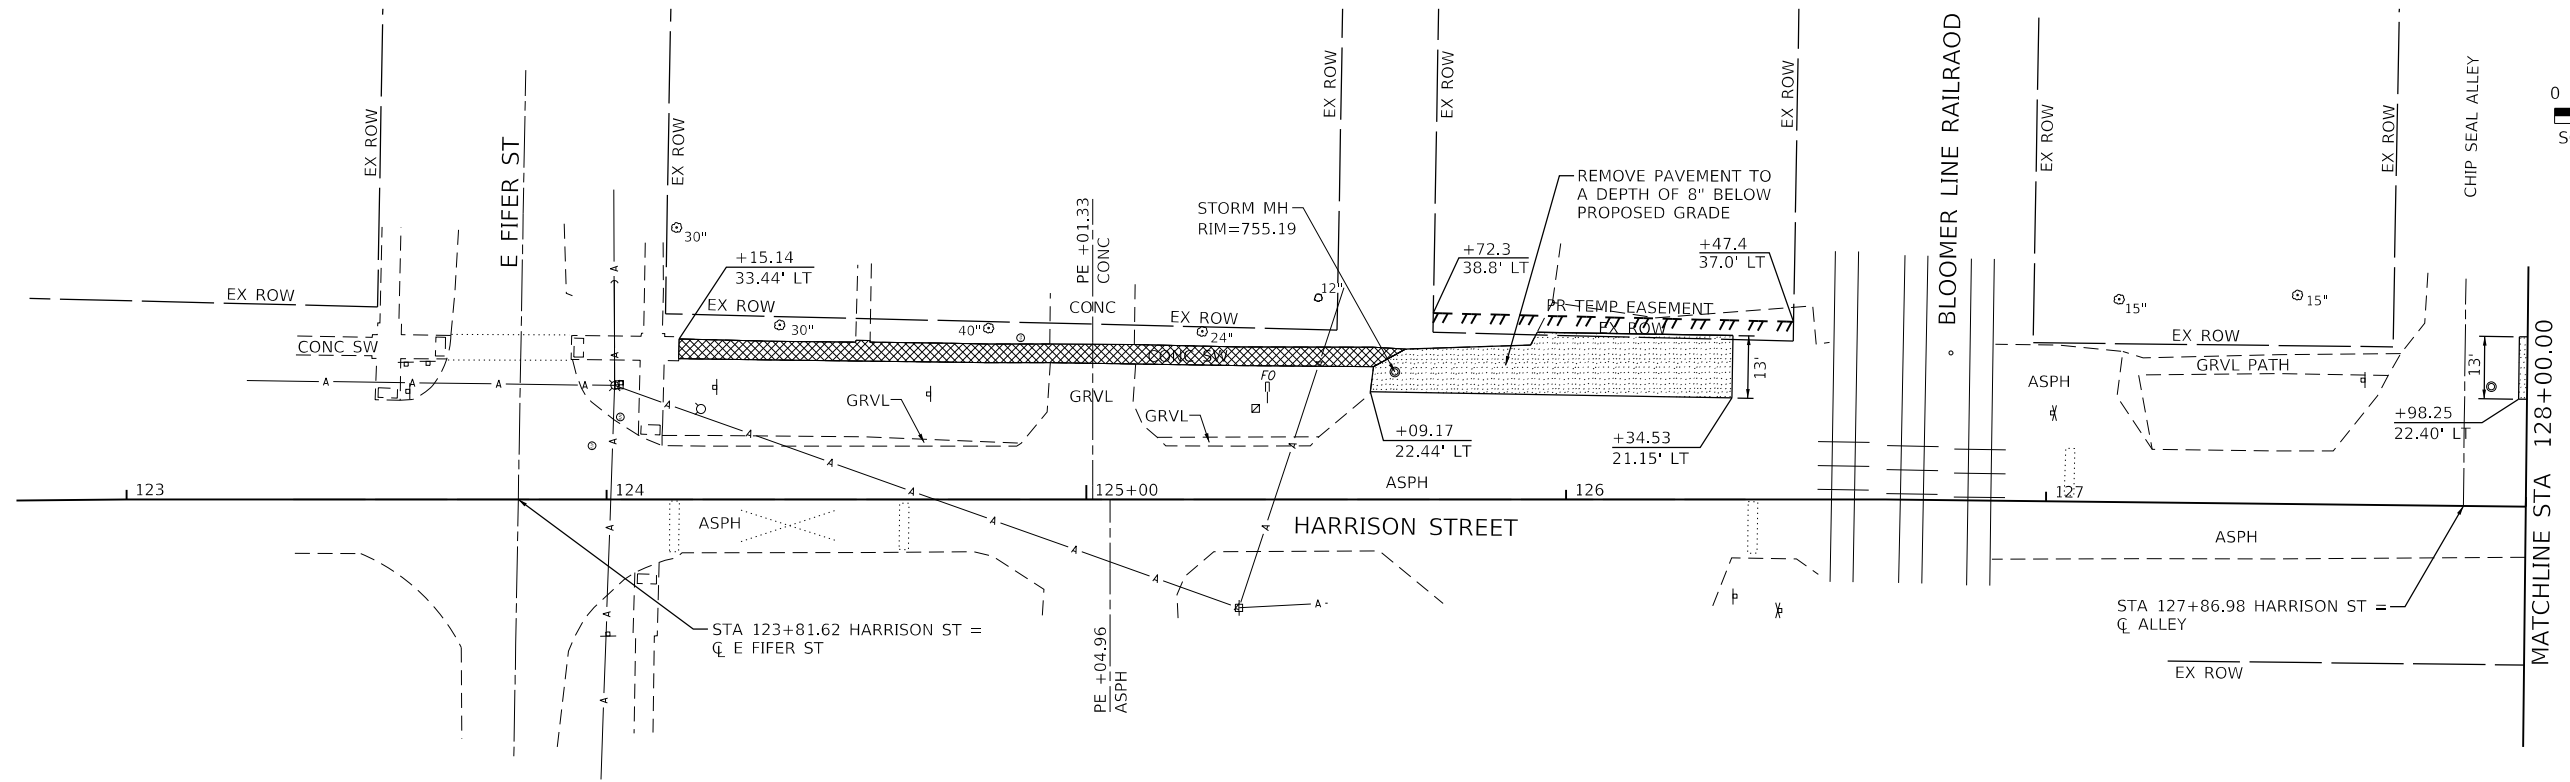 EX ROW
EX ROW
EX ROW
EX ROW
EX ROW
EX ROW
EX ROW
EX ROW
E FIFER ST
BLOOMER LINE RAILRAOD
CHIP SEAL ALLEY
0
S
REMOVE PAVEMENT TO
A DEPTH OF 8" BELOW
PROPOSED GRADE
STORM MH
RIM=755.19
PE +01.33
CONC
30"
+15.14
33.44' LT
+72.3
38.8' LT
+47.4
37.0' LT
EX ROW
EX ROW
CONC
EX ROW
12"
PR TEMP EASEMENT
EX ROW
15"
15"
30"
40"
24"
EX ROW
CONC SW
CONC SW
13'
GRVL PATH
13'
ASPH
FO
A A A A A
GRVL
GRVL
GRVL
+09.17
22.44' LT
+34.53
21.15' LT
+98.25
22.40' LT
ASPH
123
124
125+00
126
127
MATCHLINE STA 128+00.00
ASPH
HARRISON STREET
ASPH
STA 123+81.62 HARRISON ST =
℄ E FIFER ST
PE +04.96
ASPH
STA 127+86.98 HARRISON ST =
℄ ALLEY
EX ROW